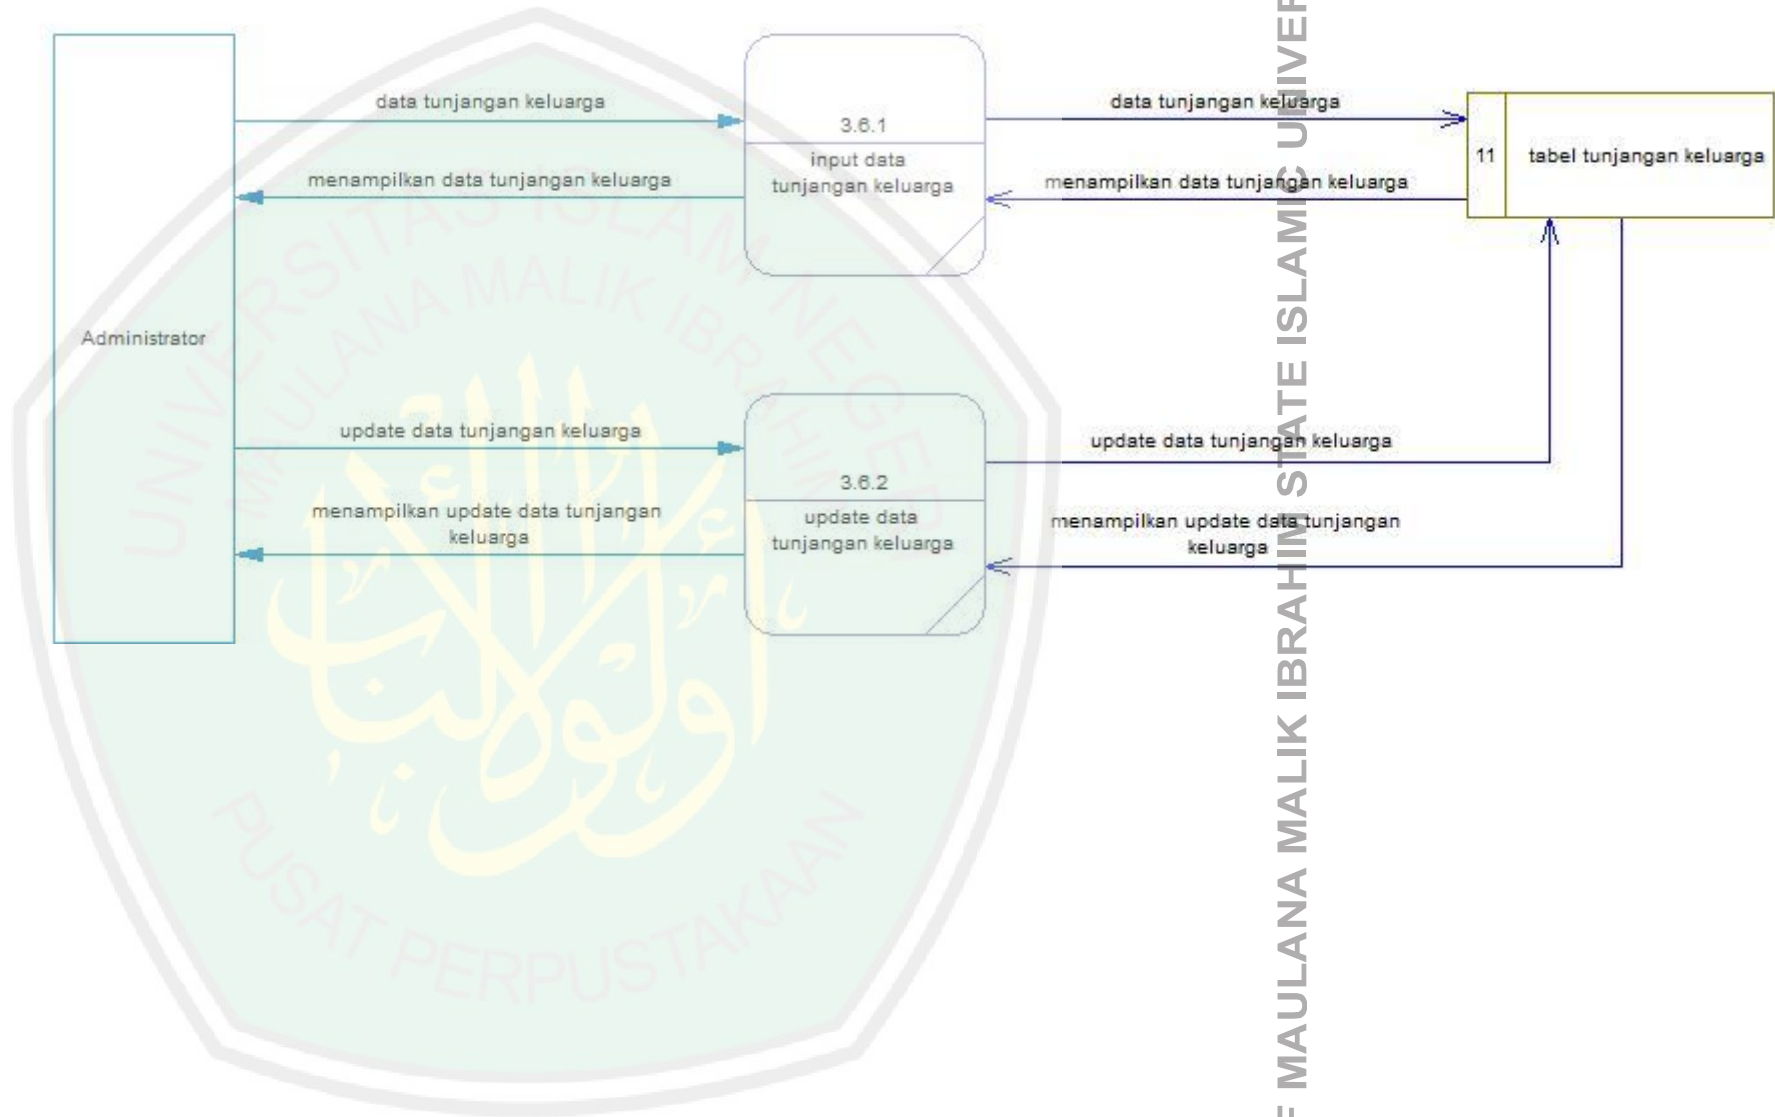 data tunjangan keluarga
menampilkan data tunjangan keluarga
3.6.1
input data
tunjangan keluarga
data tunjangan keluarga
menampilkan data tunjangan keluarga
11
tabel tunjangan keluarga
Administrator
update data tunjangan keluarga
menampilkan update data tunjangan
keluarga
3.6.2
update data
tunjangan keluarga
update data tunjangan keluarga
menampilkan update data tunjangan
keluarga
UNIVERSITAS ISLAM NEGERI
MAULANA MALIK IBRAHIM
أولوا الألباب
PUSAT PERPUSTAKAAN
MAULANA MALIK IBRAHIM STATE ISLAMIC